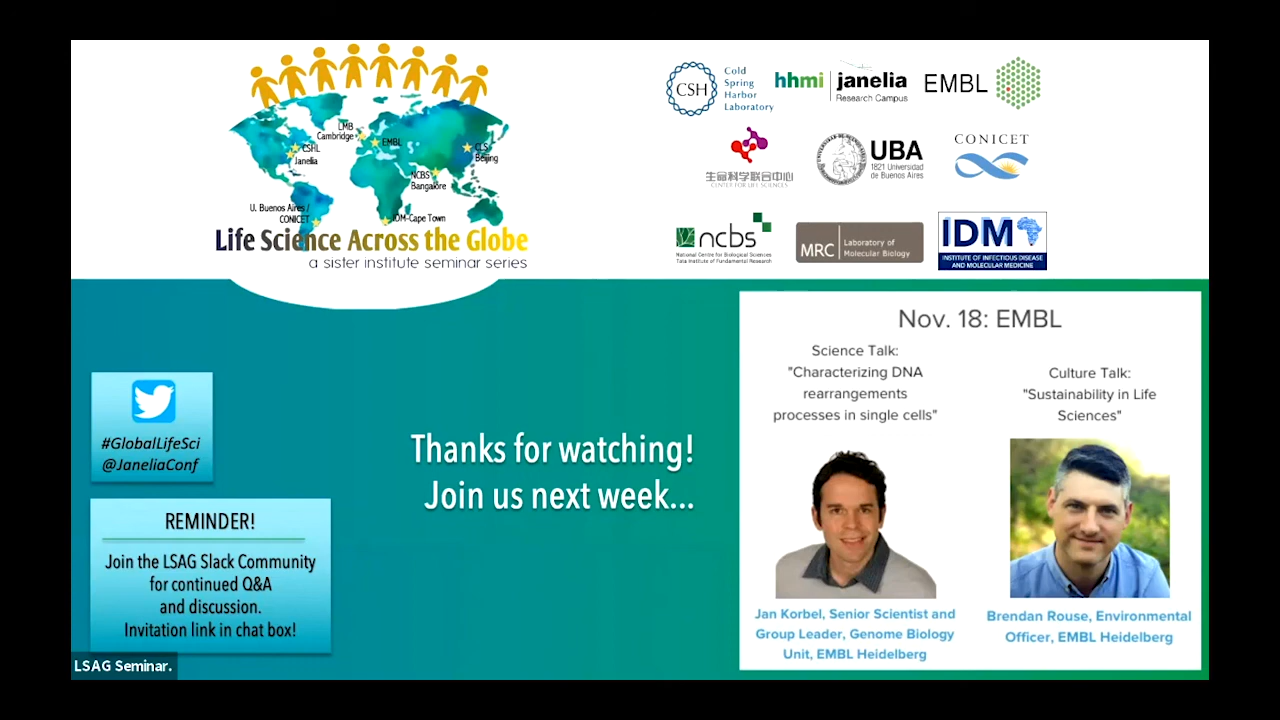 LMB
Cambridge
EMBL
CSHL
Janelia
CLS
Beijing
NCBS
Bangalore
U. Buenos Aires /
CONICET
IDM-Cape Town
Life Science Across the Globe
a sister institute seminar series
CSH
Cold
Spring
Harbor
Laboratory
hhmi janelia
Research Campus
EMBL
生命科学联合中心
CENTER FOR LIFE SCIENCES
UBA
1821 Universidad
de Buenos Aires
CONICET
ncbs
National Centre for Biological Sciences
Tata Institute of Fundamental Research
MRC
Laboratory of
Molecular Biology
IDM
INSTITUTE OF INFECTIOUS DISEASE
AND MOLECULAR MEDICINE
#GlobalLifeSci
@JaneliaConf
REMINDER!
Join the LSAG Slack Community
for continued Q&A
and discussion.
Invitation link in chat box!
Thanks for watching!
Join us next week...
Nov. 18: EMBL
Science Talk:
"Characterizing DNA
rearrangements
processes in single cells"
Jan Korbel, Senior Scientist and
Group Leader, Genome Biology
Unit, EMBL Heidelberg
Culture Talk:
"Sustainability in Life
Sciences"
Brendan Rouse, Environmental
Officer, EMBL Heidelberg
LSAG Seminar.